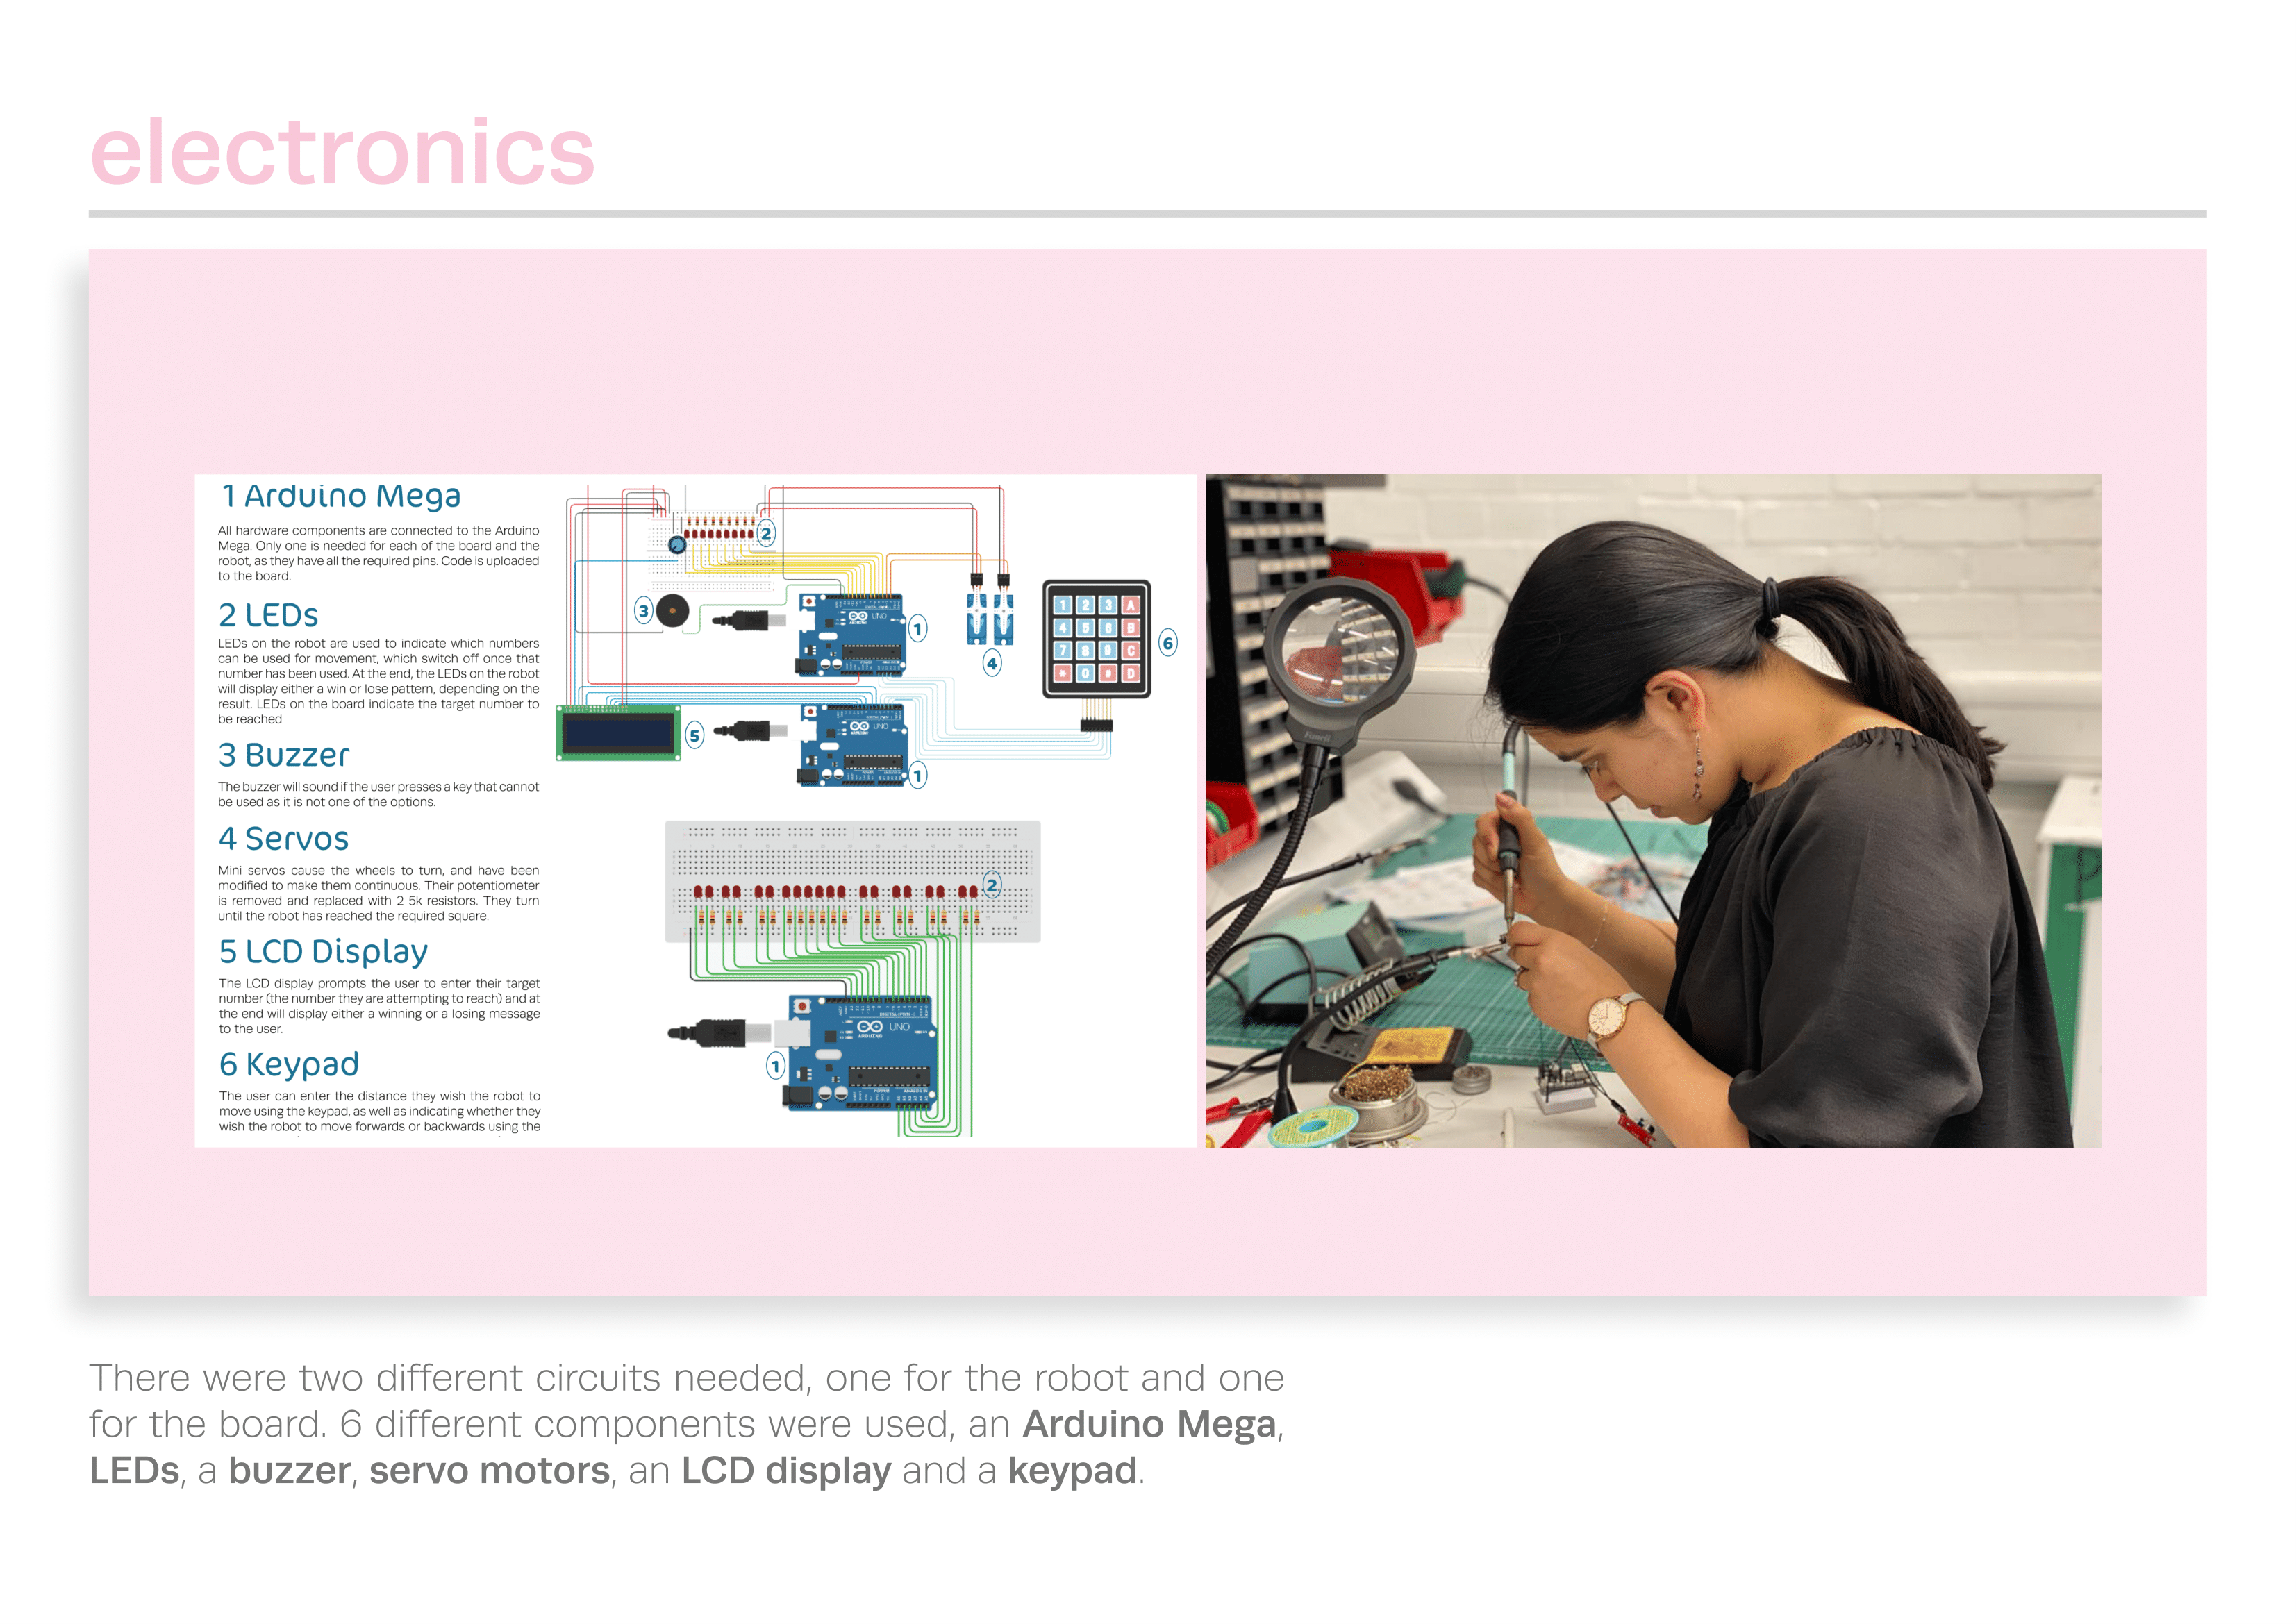 electronics
1 Arduino Mega
All hardware components are connected to the Arduino
Mega. Only one is needed for each of the board and the
robot, as they have all the required pins. Code is uploaded
to the board.
2 LEDs
LEDs on the robot are used to indicate which numbers
can be used for movement, which switch off once that
number has been used. At the end, the LEDs on the robot
will display either a win or lose pattern, depending on the
result. LEDs on the board indicate the target number to
be reached
3 Buzzer
The buzzer will sound if the user presses a key that cannot
be used as it is not one of the options.
4 Servos
Mini servos cause the wheels to turn, and have been
modified to make them continuous. Their potentiometer
is removed and replaced with 2 5k resistors. They turn
until the robot has reached the required square.
5 LCD Display
The LCD display prompts the user to enter their target
number (the number they are attempting to reach) and at
the end will display either a winning or a losing message
to the user.
6 Keypad
The user can enter the distance they wish the robot to
move using the keypad, as well as indicating whether they
wish the robot to move forwards or backwards using the
2
3
UNO
1
4
1 2 3 A
4 5 6 B
7 8 9 C
* 0 # D
6
5
UNO
1
2
UNO
ARDUINO
1
There were two different circuits needed, one for the robot and one
for the board. 6 different components were used, an Arduino Mega,
LEDs, a buzzer, servo motors, an LCD display and a keypad.